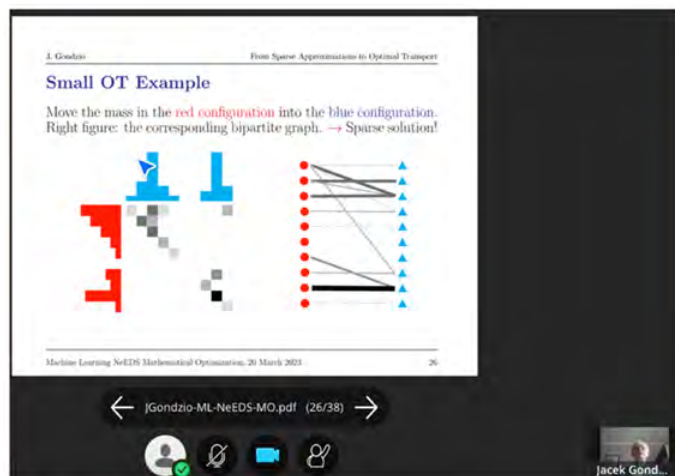 J. Gondzio From Sparse Approximations to Optimal Transport
Small OT Example
Move the mass in the red configuration into the blue configuration.
Right figure: the corresponding bipartite graph. → Sparse solution!
Machine Learning NeEDS Mathematical Optimization, 20 March 2023 26
JGondzio-ML-NeEDS-MO.pdf (26/38)
Jacek Gond...